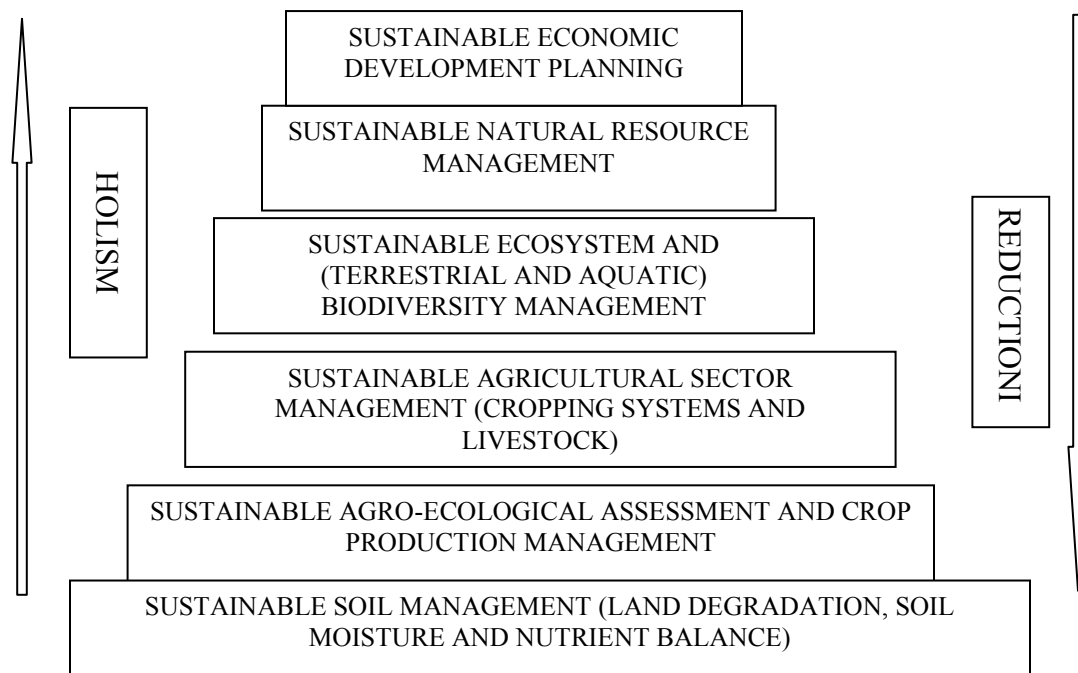 SUSTAINABLE ECONOMIC
DEVELOPMENT PLANNING
SUSTAINABLE NATURAL RESOURCE
MANAGEMENT
HOLISM
SUSTAINABLE ECOSYSTEM AND
(TERRESTRIAL AND AQUATIC)
BIODIVERSITY MANAGEMENT
REDUCTIONI
SUSTAINABLE AGRICULTURAL SECTOR
MANAGEMENT (CROPPING SYSTEMS AND
LIVESTOCK)
SUSTAINABLE AGRO-ECOLOGICAL ASSESSMENT AND CROP
PRODUCTION MANAGEMENT
SUSTAINABLE SOIL MANAGEMENT (LAND DEGRADATION, SOIL
MOISTURE AND NUTRIENT BALANCE)